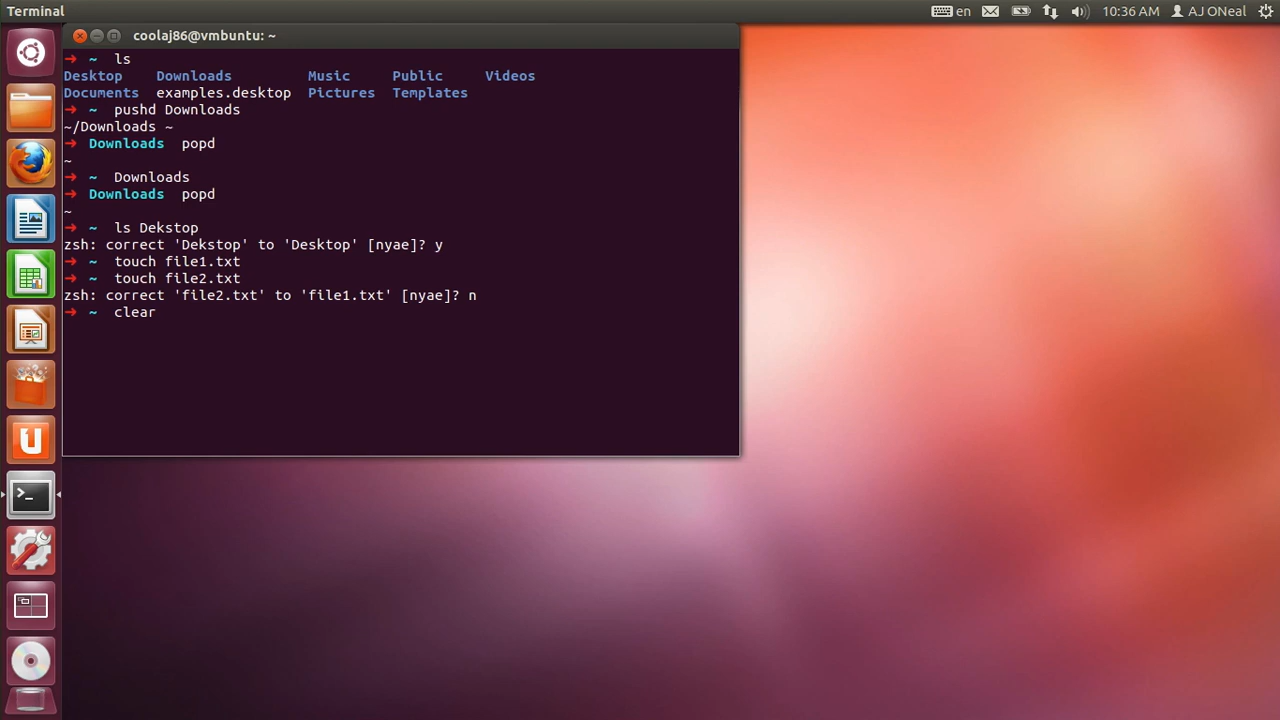 Terminal
en
10:36 AM
AJ ONeal
coolaj86@vmbuntu: ~
➜ ~ ls
Desktop Downloads Music Public Videos
Documents examples.desktop Pictures Templates
➜ ~ pushd Downloads
~/Downloads ~
➜ Downloads popd
~
➜ ~ Downloads
➜ Downloads popd
~
➜ ~ ls Dekstop
zsh: correct 'Dekstop' to 'Desktop' [nyae]? y
➜ ~ touch file1.txt
➜ ~ touch file2.txt
zsh: correct 'file2.txt' to 'file1.txt' [nyae]? n
➜ ~ clear